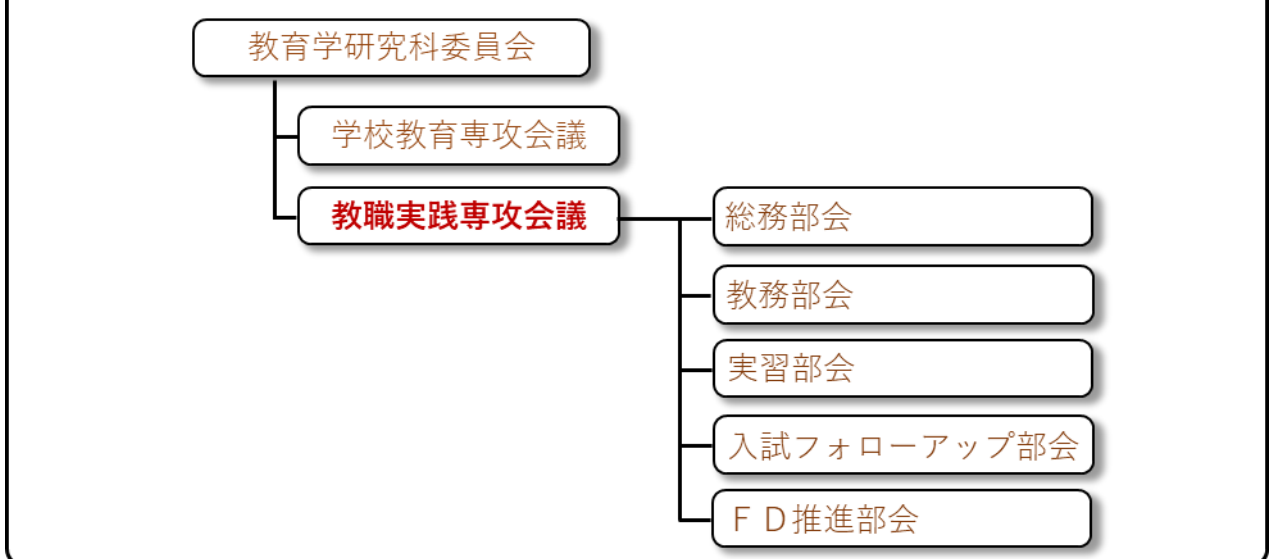 教育学研究科委員会
学校教育専攻会議
教職実践専攻会議
総務部会
教務部会
実習部会
入試フォローアップ部会
ＦＤ推進部会